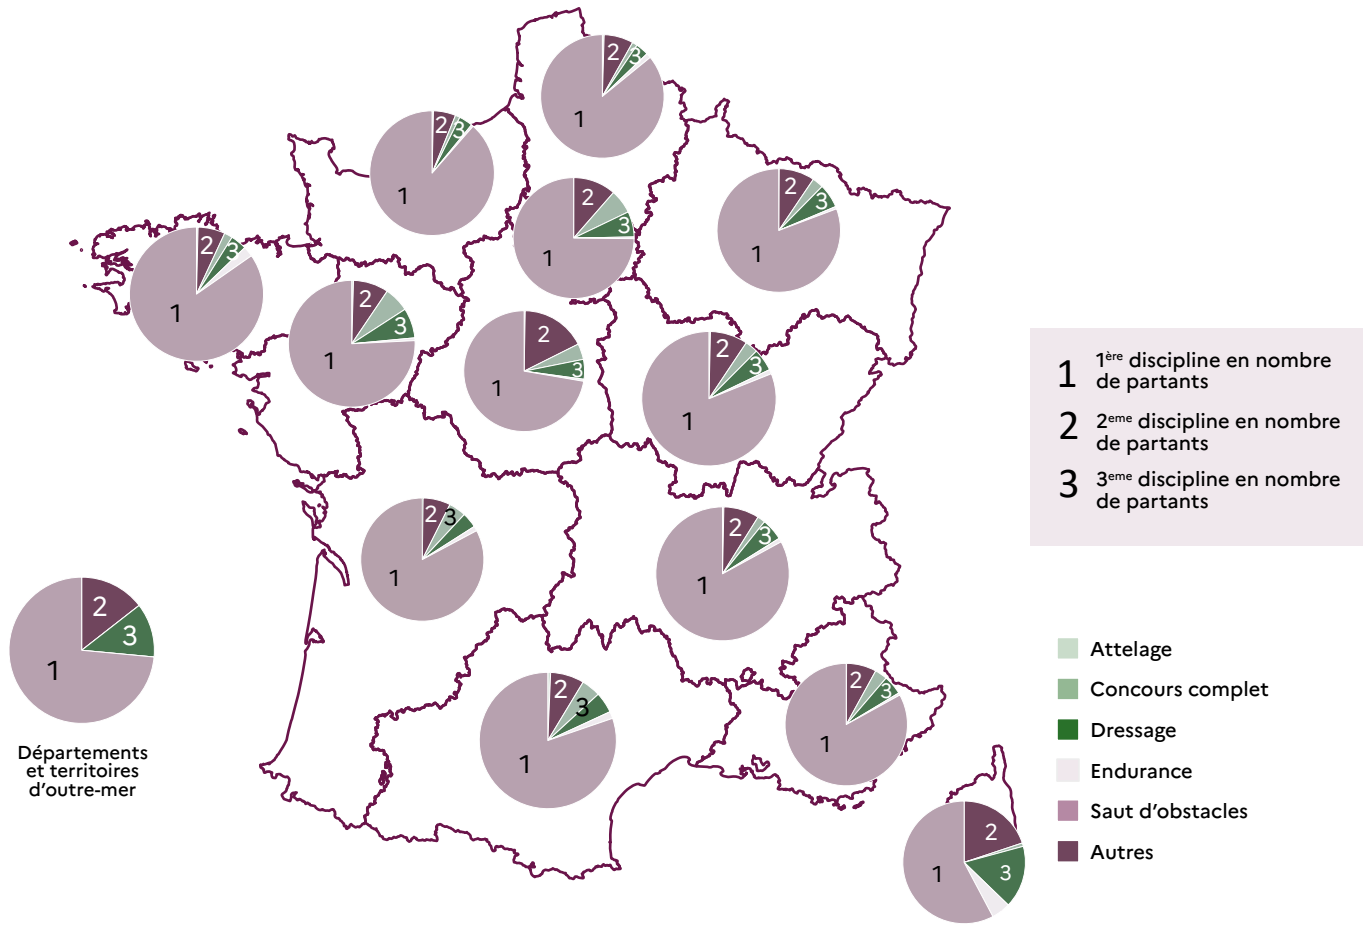 2
3
1
2
3
1
2
3
1
2
3
1
2
3
1
2
3
1
2
3
1
2
3
1
2
3
1
2
3
1
2
3
1
2
3
1
2
3
1
2
3
1
Départements
et territoires
d'outre-mer
1 1ère discipline en nombre
de partants
2 2eme discipline en nombre
de partants
3 3eme discipline en nombre
de partants
Attelage
Concours complet
Dressage
Endurance
Saut d'obstacles
Autres